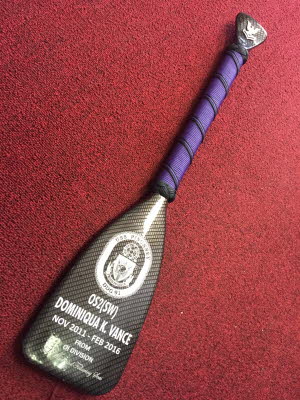 OS2(SW)
DOMINIQUA K. VANCE
NOV 2011 - FEB 2016
FROM
OI DIVISION